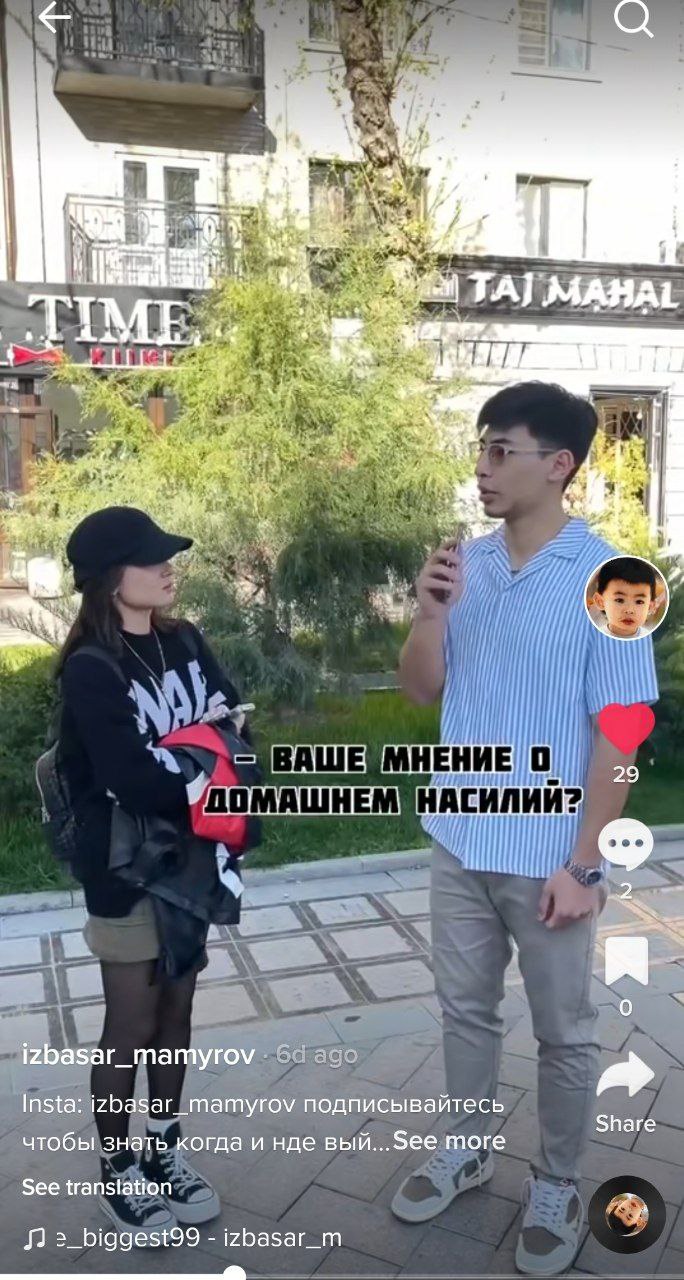 TIME
TAJ MAHAL
WAR
- ВАШЕ МНЕНИЕ О
ДОМАШНЕМ НАСИЛИЙ?
29
2
0
Share
izbasar_mamyrov · 6d ago
Insta: izbasar_mamyrov подписывайтесь
чтобы знать когда и нде вый... See more
See translation
e_biggest99 - izbasar_m